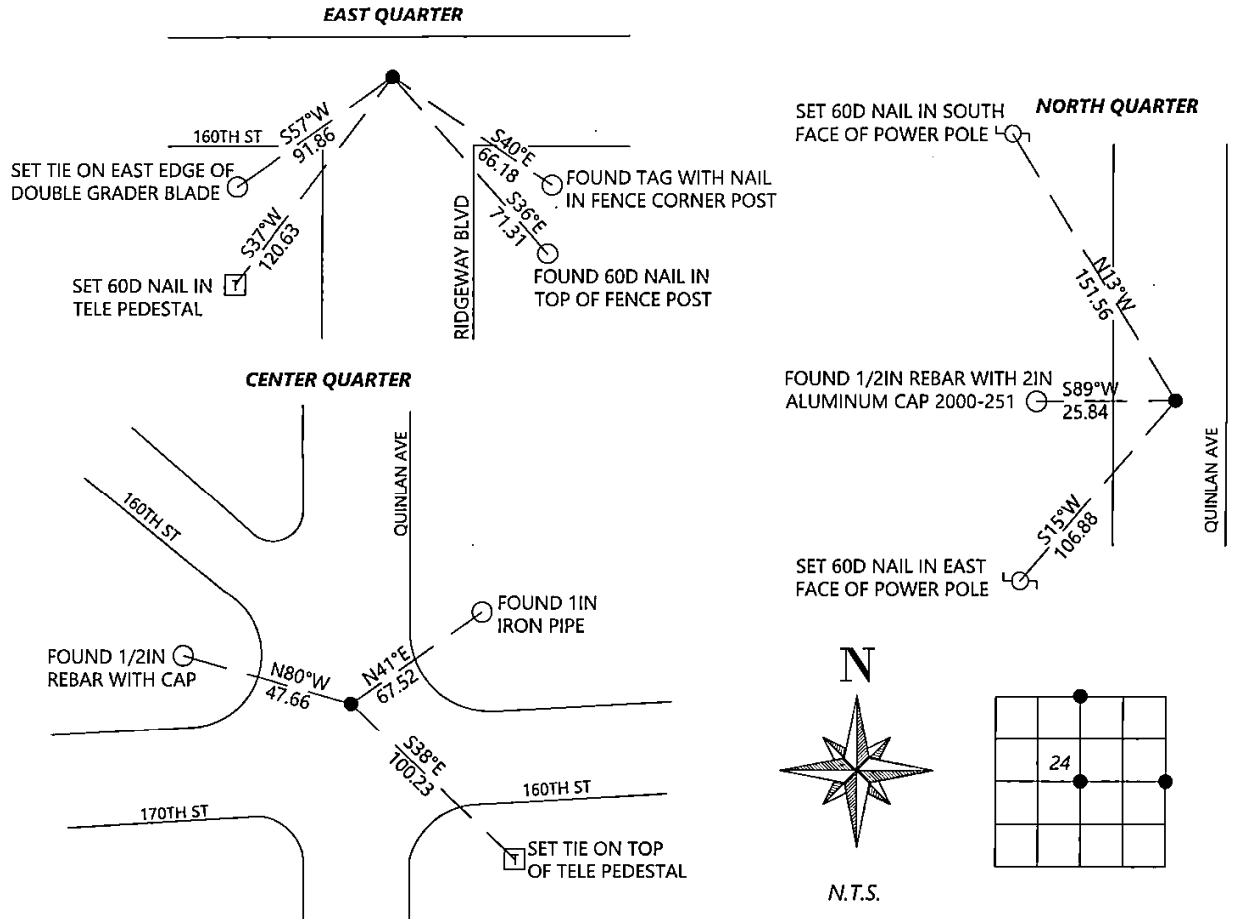 EAST QUARTER
160TH ST
S57°W
91.86
S40°E
66.18
SET TIE ON EAST EDGE OF
DOUBLE GRADER BLADE
FOUND TAG WITH NAIL
IN FENCE CORNER POST
S37°W
120.63
S36°E
71.31
SET 60D NAIL IN
TELE PEDESTAL
T
RIDGEWAY BLVD
FOUND 60D NAIL IN
TOP OF FENCE POST
NORTH QUARTER
SET 60D NAIL IN SOUTH
FACE OF POWER POLE
N13°W
151.56
FOUND 1/2IN REBAR WITH 2IN
ALUMINUM CAP 2000-251
S89°W
25.84
QUINLAN AVE
S15°W
106.88
SET 60D NAIL IN EAST
FACE OF POWER POLE
CENTER QUARTER
160TH ST
QUINLAN AVE
FOUND 1IN
IRON PIPE
FOUND 1/2IN
REBAR WITH CAP
N80°W
47.66
N41°E
67.52
S38°E
100.23
160TH ST
170TH ST
T
SET TIE ON TOP
OF TELE PEDESTAL
N
N.T.S.
24